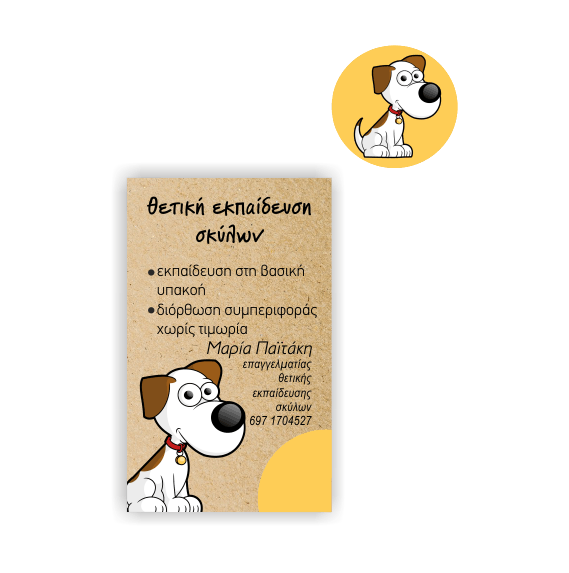 θετική εκπαίδευση
σκύλων
• εκπαίδευση στη βασική
υπακοή
• διόρθωση συμπεριφοράς
χωρίς τιμωρία
Μαρία Παϊτάκη
επαγγελματίας
θετικής
εκπαίδευσης
σκύλων
697 1704527